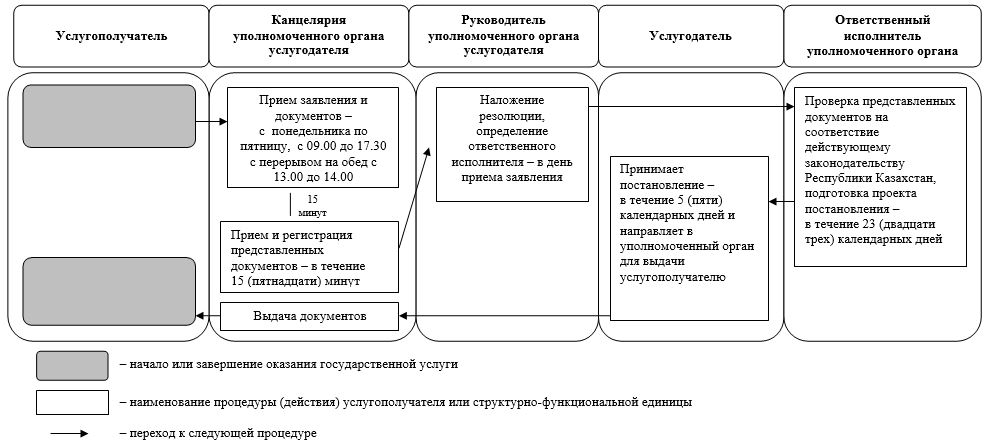 Услугополучатель
Канцелярия
уполномоченного органа
услугодателя
Руководитель
уполномоченного органа
услугодателя
Услугодатель
Ответственный
исполнитель
уполномоченного органа
Прием заявления и
документов –
с понедельника по
пятницу, с 09.00 до 17.30
с перерывом на обед с
13.00 до 14.00
15
минут
Прием и регистрация
представленных
документов – в течение
15 (пятнадцати) минут
Выдача документов
Наложение
резолюции,
определение
ответственного
исполнителя – в день
приема заявления
Принимает
постановление –
в течение 5 (пяти)
календарных дней и
направляет в
уполномоченный орган
для выдачи
услугополучателю
Проверка представленных
документов на
соответствие
действующему
законодательству
Республики Казахстан,
подготовка проекта
постановления –
в течение 23 (двадцати
трех) календарных дней
– начало или завершение оказания государственной услуги
– наименование процедуры (действия) услугополучателя или структурно-функциональной единицы
– переход к следующей процедуре